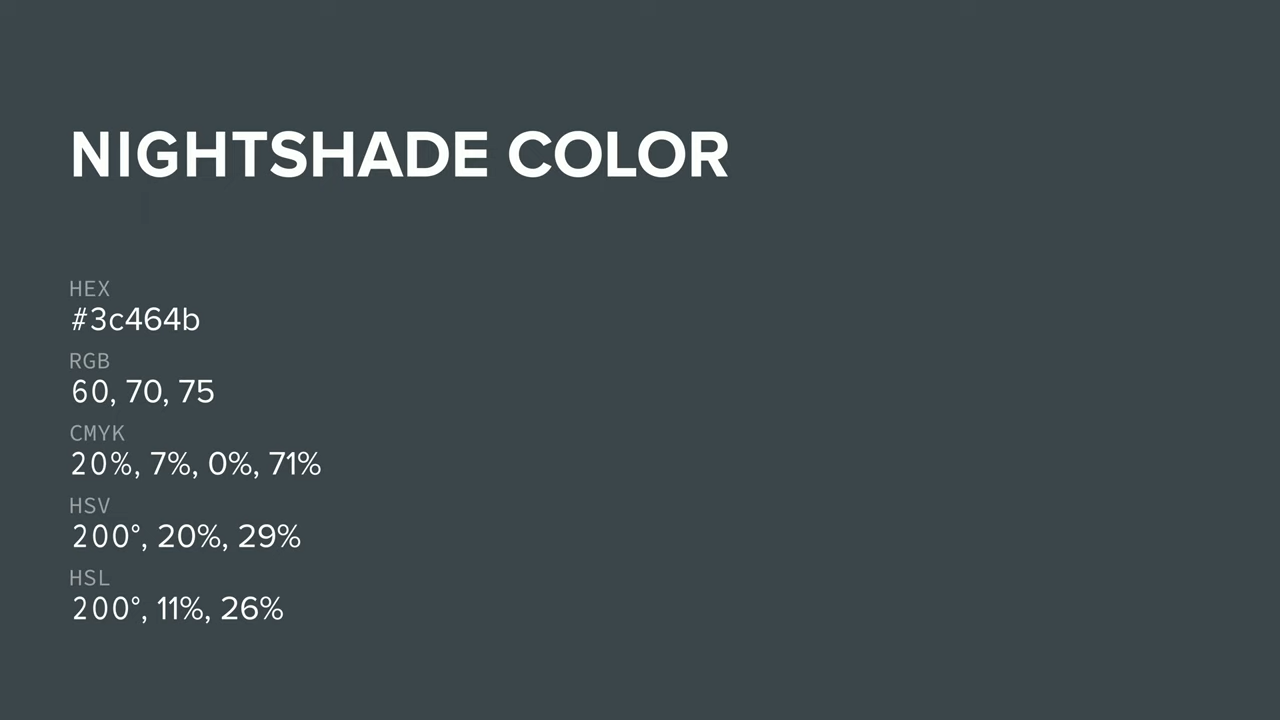 NIGHTSHADE COLOR
HEX
#3c464b
RGB
60, 70, 75
CMYK
20%, 7%, 0%, 71%
HSV
200°, 20%, 29%
HSL
200°, 11%, 26%